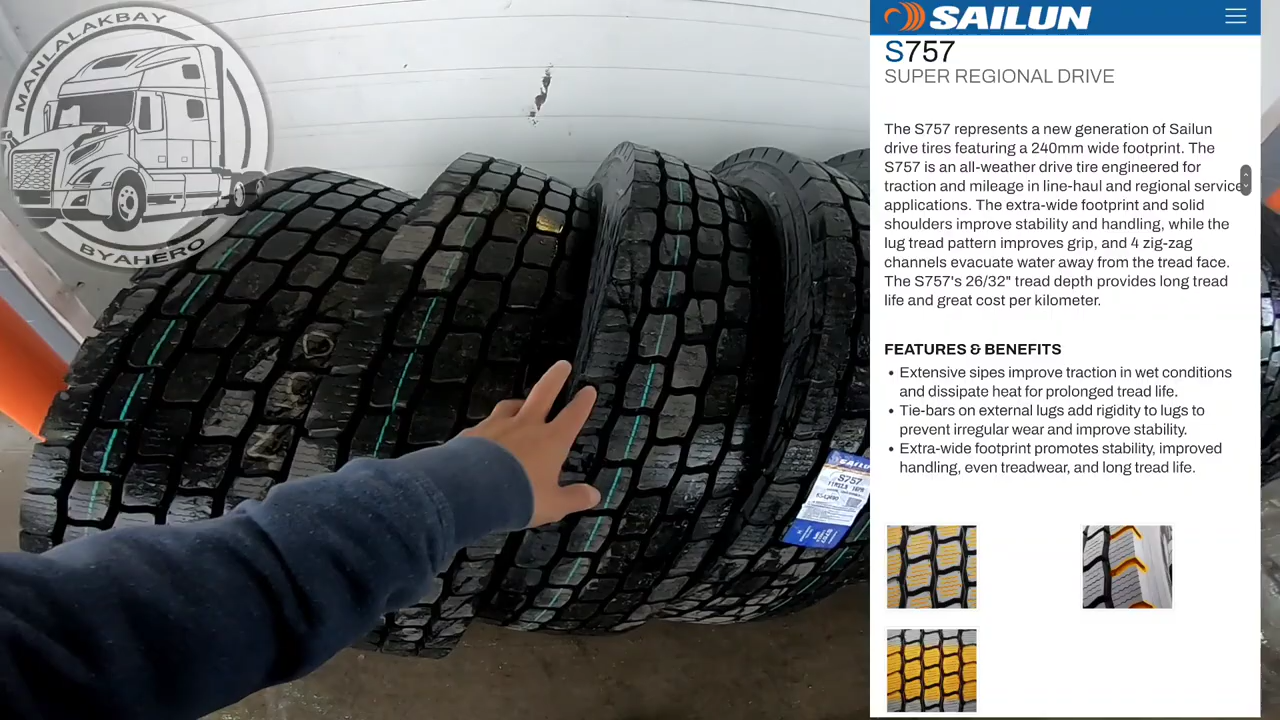 MANLALAKBAY
BYAHERO
SAILUN
S757
SUPER REGIONAL DRIVE
The S757 represents a new generation of Sailun
drive tires featuring a 240mm wide footprint. The
S757 is an all-weather drive tire engineered for
traction and mileage in line-haul and regional service
applications. The extra-wide footprint and solid
shoulders improve stability and handling, while the
lug tread pattern improves grip, and 4 zig-zag
channels evacuate water away from the tread face.
The S757's 26/32" tread depth provides long tread
life and great cost per kilometer.
FEATURES & BENEFITS
• Extensive sipes improve traction in wet conditions
and dissipate heat for prolonged tread life.
• Tie-bars on external lugs add rigidity to lugs to
prevent irregular wear and improve stability.
• Extra-wide footprint promotes stability, improved
handling, even treadwear, and long tread life.
S757